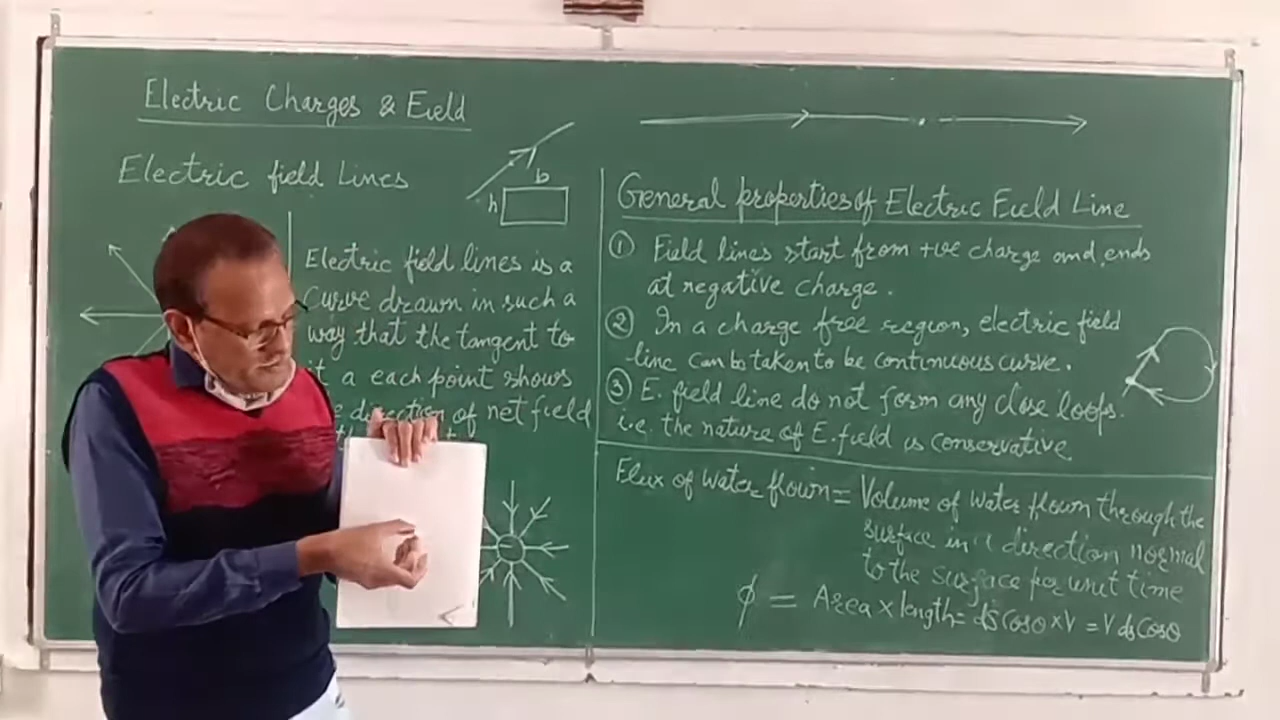 Electric Charges & Field
Electric field Lines
b
h
Electric field lines is a
Curve drawn in such a
way that the tangent to
it a each point shows
direction of net field
General properties of Electric Field Line
① Field lines start from +ve charge and ends
at negative charge.
② In a charge free region, electric field
line can be taken to be continuous curve.
③ E. field line do not form any close loops.
i.e. the nature of E. field is conservative.
Flux of Water flown = Volume of Water flown through the
surface in a direction normal
to the surface per unit time
ϕ = Area × length = ds Cosθ × V = V ds Cosθ